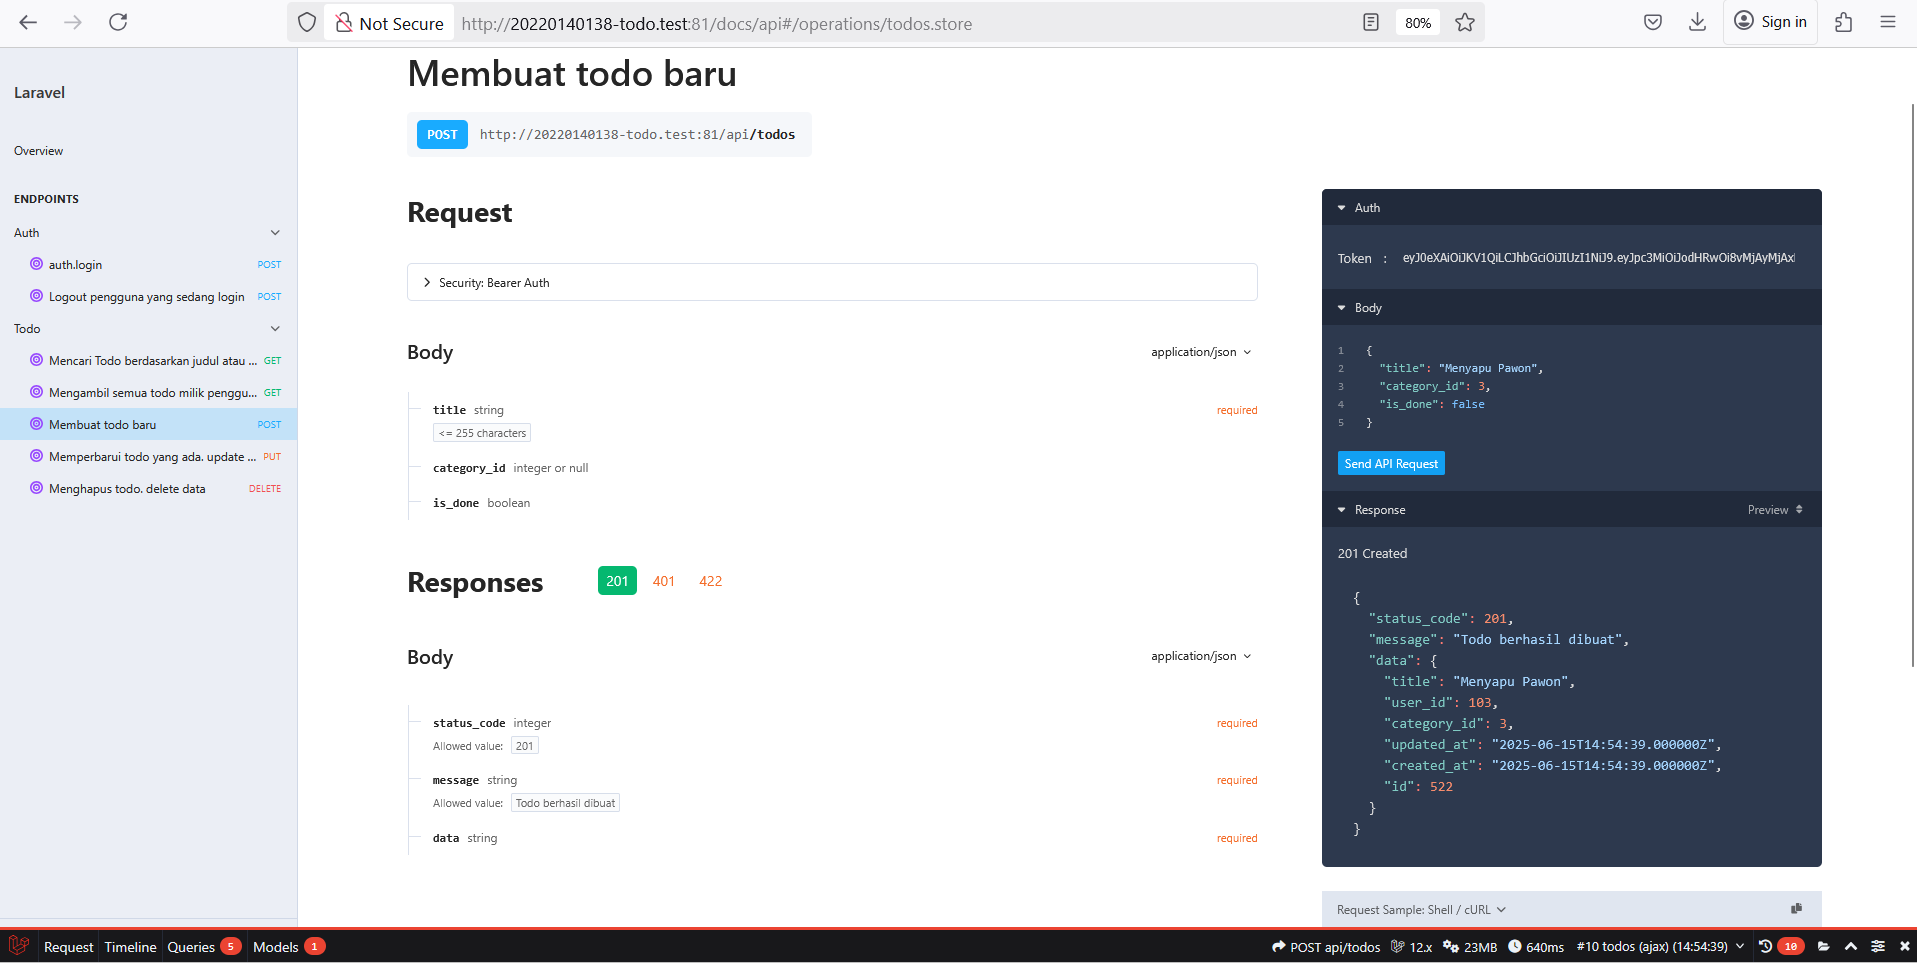 Not Secure
http://20220140138-todo.test:81/docs/api#/operations/todos.store
80%
Sign in
Laravel
Overview
ENDPOINTS
Auth
auth.login POST
Logout pengguna yang sedang login POST
Todo
Mencari Todo berdasarkan judul atau ... GET
Mengambil semua todo milik penggu... GET
Membuat todo baru POST
Memperbarui todo yang ada. update ... PUT
Menghapus todo. delete data DELETE
Membuat todo baru
POST http://20220140138-todo.test:81/api/todos
Request
Security: Bearer Auth
Body application/json
title string required
<= 255 characters
category_id integer or null
is_done boolean
Responses 201 401 422
Body application/json
status_code integer required
Allowed value: 201
message string required
Allowed value: Todo berhasil dibuat
data string required
Auth
Token : eyJ0eXAiOiJKV1QiLCJhbGciOiJIUzI1NiJ9.eyJpc3MiOiJodHRwOi8vMjAyMjAx
Body
1 {
2 "title": "Menyapu Pawon",
3 "category_id": 3,
4 "is_done": false
5 }
Send API Request
Response Preview
201 Created
{
"status_code": 201,
"message": "Todo berhasil dibuat",
"data": {
"title": "Menyapu Pawon",
"user_id": 103,
"category_id": 3,
"updated_at": "2025-06-15T14:54:39.000000Z",
"created_at": "2025-06-15T14:54:39.000000Z",
"id": 522
}
}
Request Sample: Shell / cURL
Request Timeline Queries 5 Models 1 POST api/todos 12.x 23MB 640ms #10 todos (ajax) (14:54:39) 10